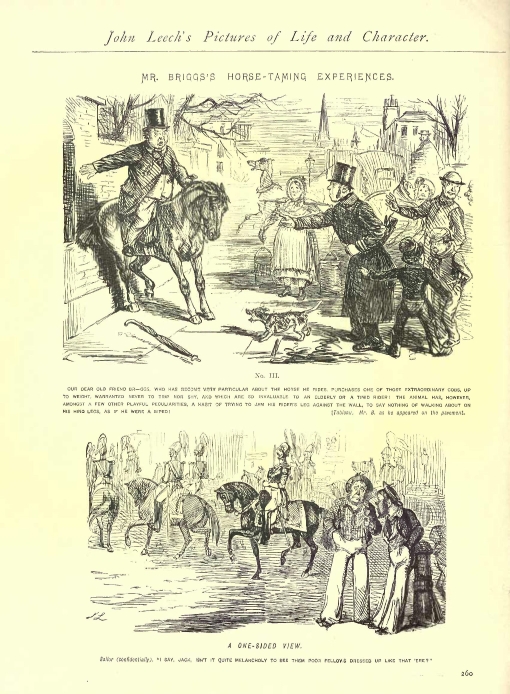 John Leech's Pictures of Life and Character.
MR. BRIGGS'S HORSE-TAMING EXPERIENCES.
No. III.
OUR DEAR OLD FRIEND BR—GGS, WHO HAS BECOME VERY PARTICULAR ABOUT THE HORSE HE RIDES, PURCHASES ONE OF THOSE EXTRAORDINARY COBS, UP
TO WEIGHT, WARRANTED NEVER TO TIRE NOR SHY, AND WHICH ARE SO INVALUABLE TO AN ELDERLY OR A TIMID RIDER! THE ANIMAL HAS, HOWEVER,
AMONGST A FEW OTHER PLAYFUL PECULIARITIES, A HABIT OF TRYING TO JAM HIS RIDER'S LEG AGAINST THE WALL, TO SAY NOTHING OF WALKING ABOUT ON
HIS HIND LEGS, AS IF HE WERE A BIPED! [Tableau. Mr. B. as he appeared on the pavement.
A ONE-SIDED VIEW.
Sailor (confidentially). "I SAY, JACK, ISN'T IT QUITE MELANCHOLY TO SEE THEM POOR FELLOWS DRESSED UP LIKE THAT 'ERE?"
260